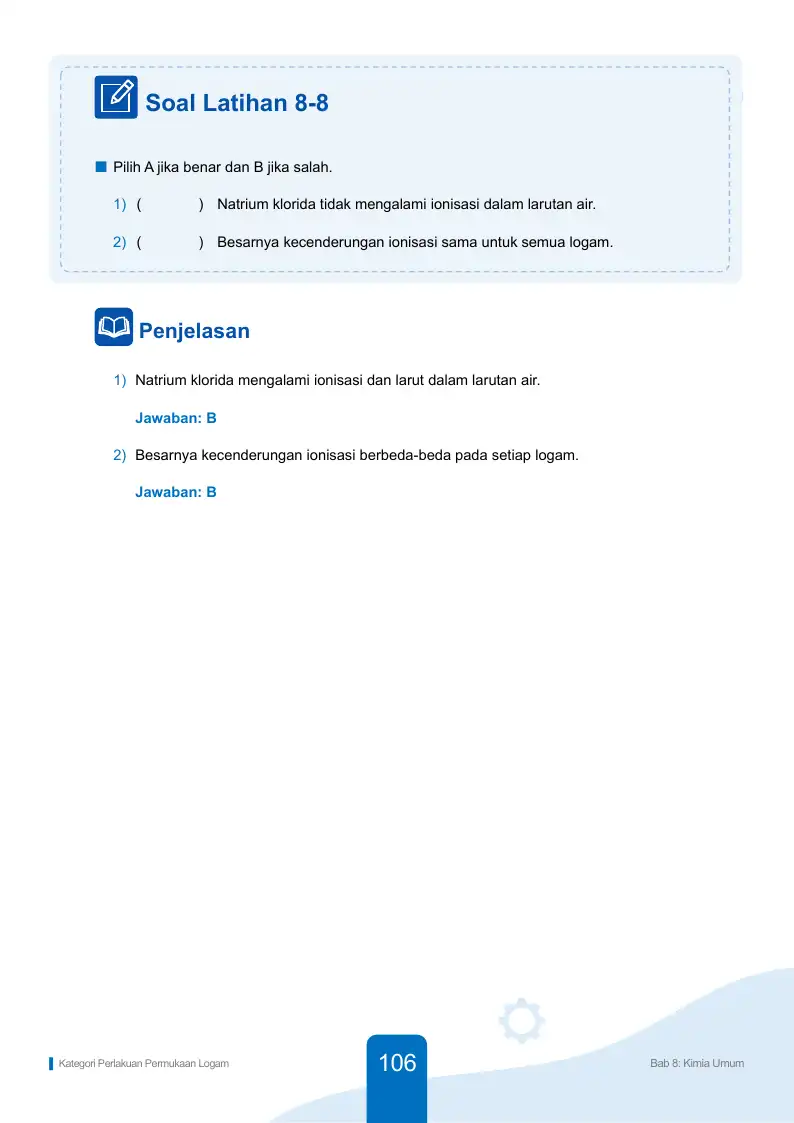 Soal Latihan 8-8
Pilih A jika benar dan B jika salah.
1) (              ) Natrium klorida tidak mengalami ionisasi dalam larutan air.
2) (              ) Besarnya kecenderungan ionisasi sama untuk semua logam.
Penjelasan
1) Natrium klorida mengalami ionisasi dan larut dalam larutan air.
Jawaban: B
2) Besarnya kecenderungan ionisasi berbeda-beda pada setiap logam.
Jawaban: B
Kategori Perlakuan Permukaan Logam
106
Bab 8: Kimia Umum